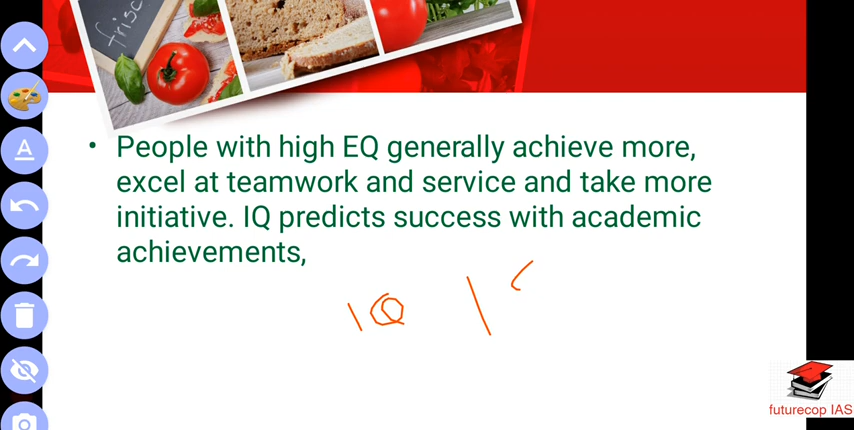 frisc
• People with high EQ generally achieve more,
excel at teamwork and service and take more
initiative. IQ predicts success with academic
achievements,
IQ
A
futurecop IAS